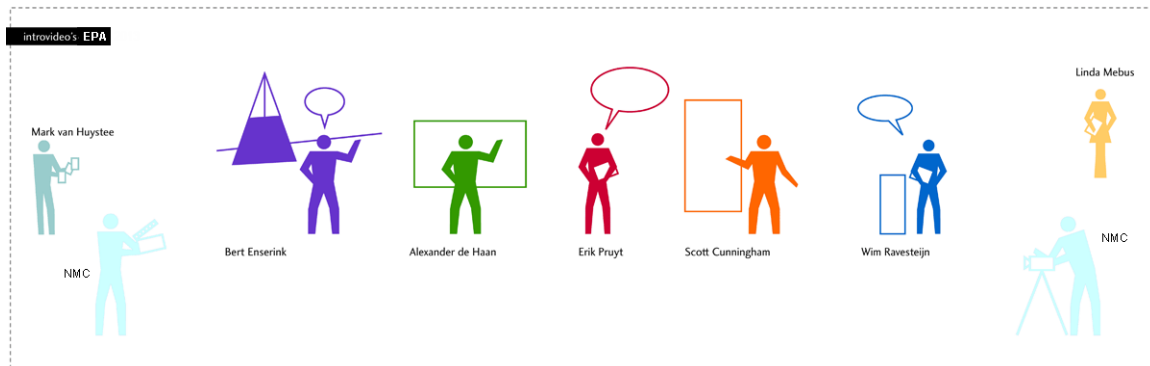 introvideo's EPA
Linda Mebus
Mark van Huystee
NMC
NMC
Bert Enserink
Alexander de Haan
Erik Pruyt
Scott Cunningham
Wim Ravesteijn